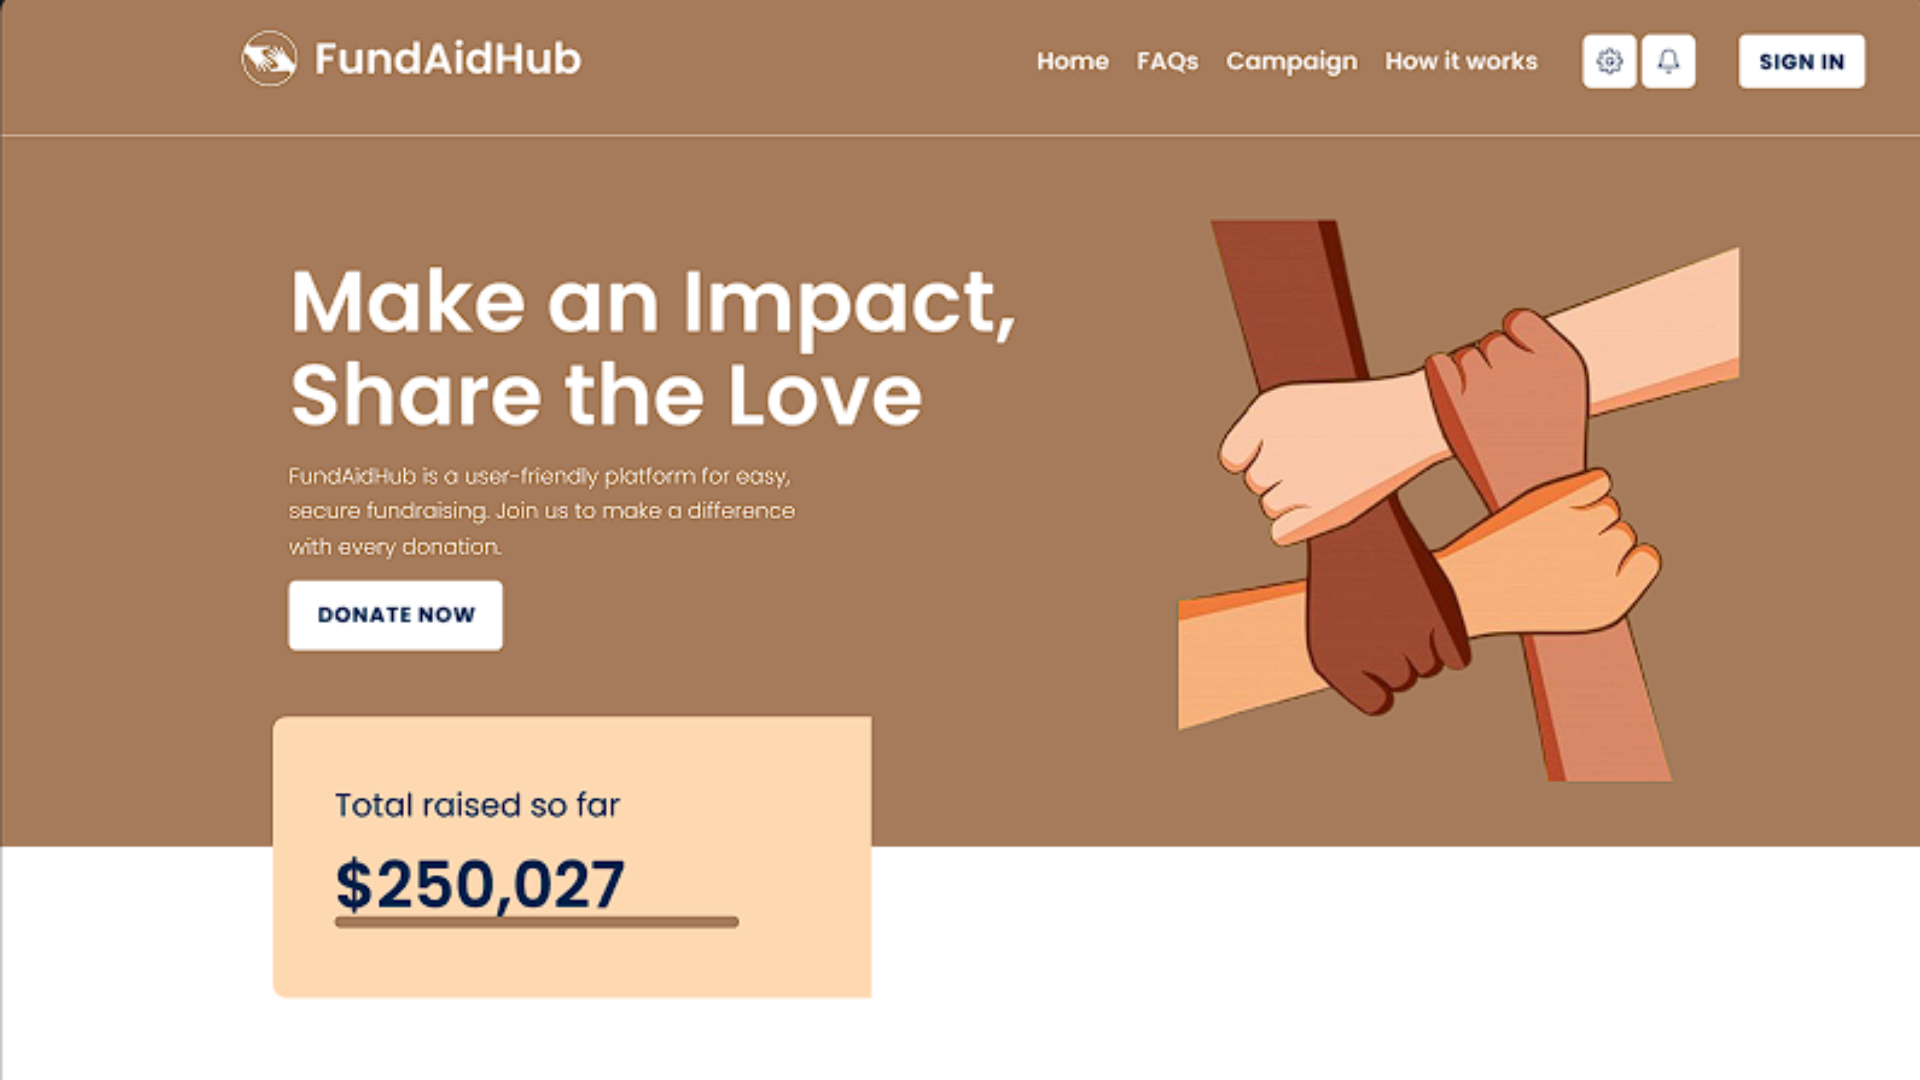 FundAidHub
Home FAQs Campaign How it works SIGN IN
Make an Impact,
Share the Love
FundAidHub is a user-friendly platform for easy,
secure fundraising. Join us to make a difference
with every donation.
DONATE NOW
Total raised so far
$250,027